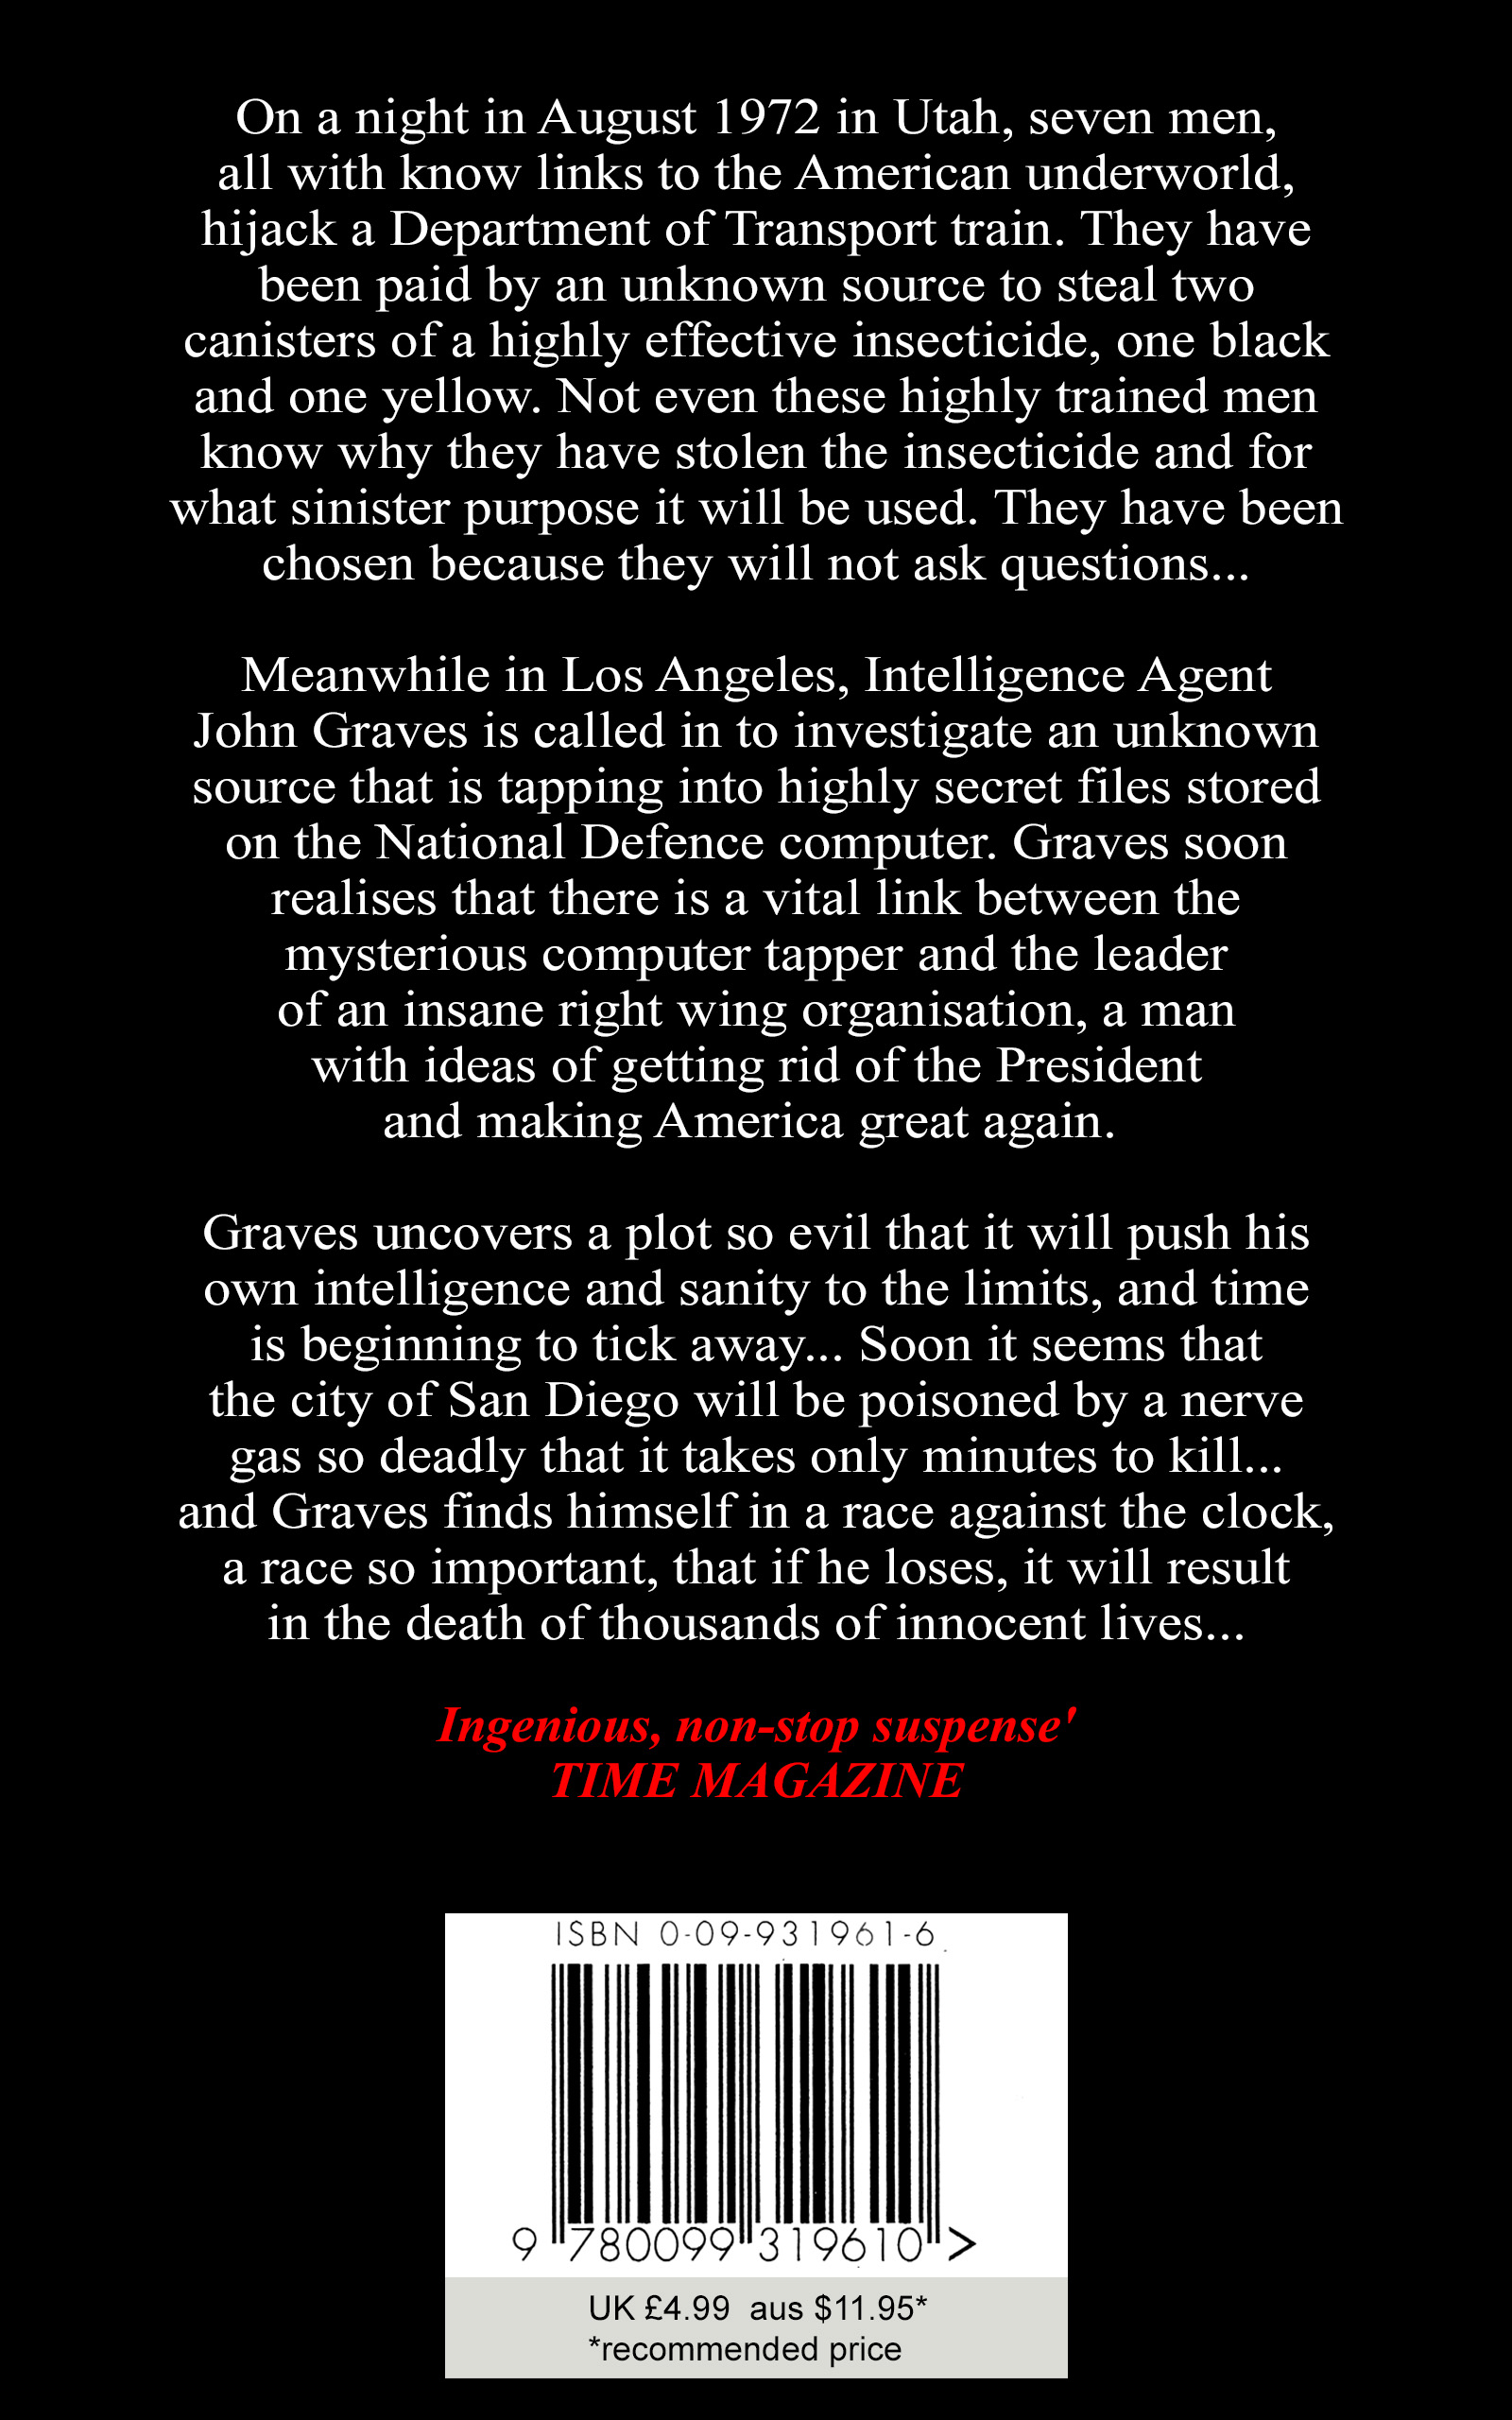 On a night in August 1972 in Utah, seven men,
all with know links to the American underworld,
hijack a Department of Transport train. They have
been paid by an unknown source to steal two
canisters of a highly effective insecticide, one black
and one yellow. Not even these highly trained men
know why they have stolen the insecticide and for
what sinister purpose it will be used. They have been
chosen because they will not ask questions...
Meanwhile in Los Angeles, Intelligence Agent
John Graves is called in to investigate an unknown
source that is tapping into highly secret files stored
on the National Defence computer. Graves soon
realises that there is a vital link between the
mysterious computer tapper and the leader
of an insane right wing organisation, a man
with ideas of getting rid of the President
and making America great again.
Graves uncovers a plot so evil that it will push his
own intelligence and sanity to the limits, and time
is beginning to tick away... Soon it seems that
the city of San Diego will be poisoned by a nerve
gas so deadly that it takes only minutes to kill...
and Graves finds himself in a race against the clock,
a race so important, that if he loses, it will result
in the death of thousands of innocent lives...
Ingenious, non-stop suspense'
TIME MAGAZINE
ISBN 0-09-931961-6
9 780099 319610 >
UK £4.99 aus $11.95*
*recommended price